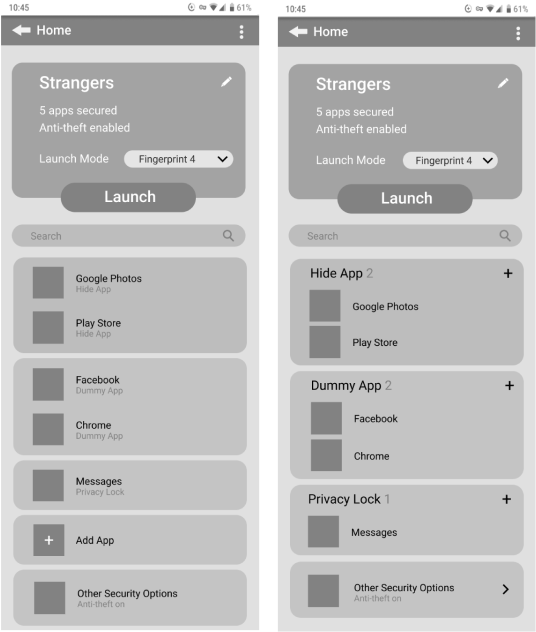 10:45
61%
Home
Strangers
5 apps secured
Anti-theft enabled
Launch Mode Fingerprint 4
Launch
Search
Google Photos
Hide App
Play Store
Hide App
Facebook
Dummy App
Chrome
Dummy App
Messages
Privacy Lock
+ Add App
Other Security Options
Anti-theft on
10:45
61%
Home
Strangers
5 apps secured
Anti-theft enabled
Launch Mode Fingerprint 4
Launch
Search
Hide App 2 +
Google Photos
Play Store
Dummy App 2 +
Facebook
Chrome
Privacy Lock 1 +
Messages
Other Security Options
Anti-theft on